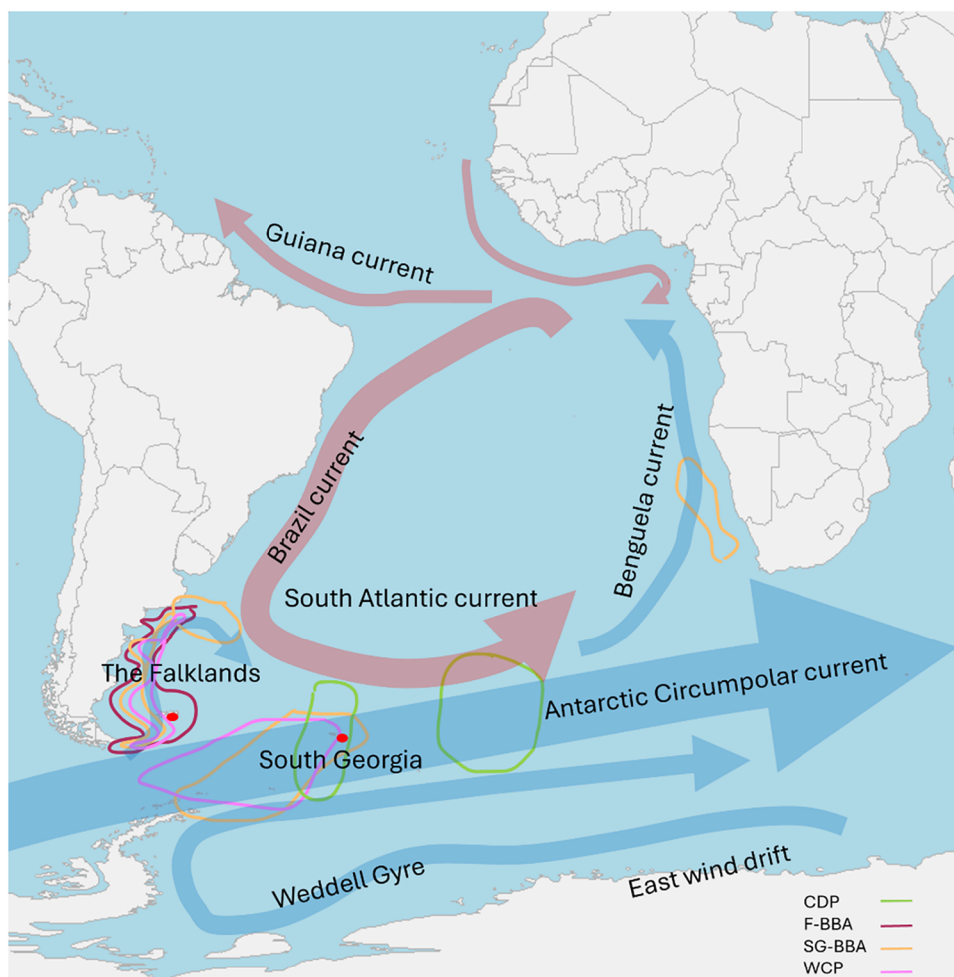 Guiana current
Brazil current
Benguela current
South Atlantic current
The Falklands
Antarctic Circumpolar current
South Georgia
Weddell Gyre
East wind drift
CDP
F-BBA
SG-BBA
WCP